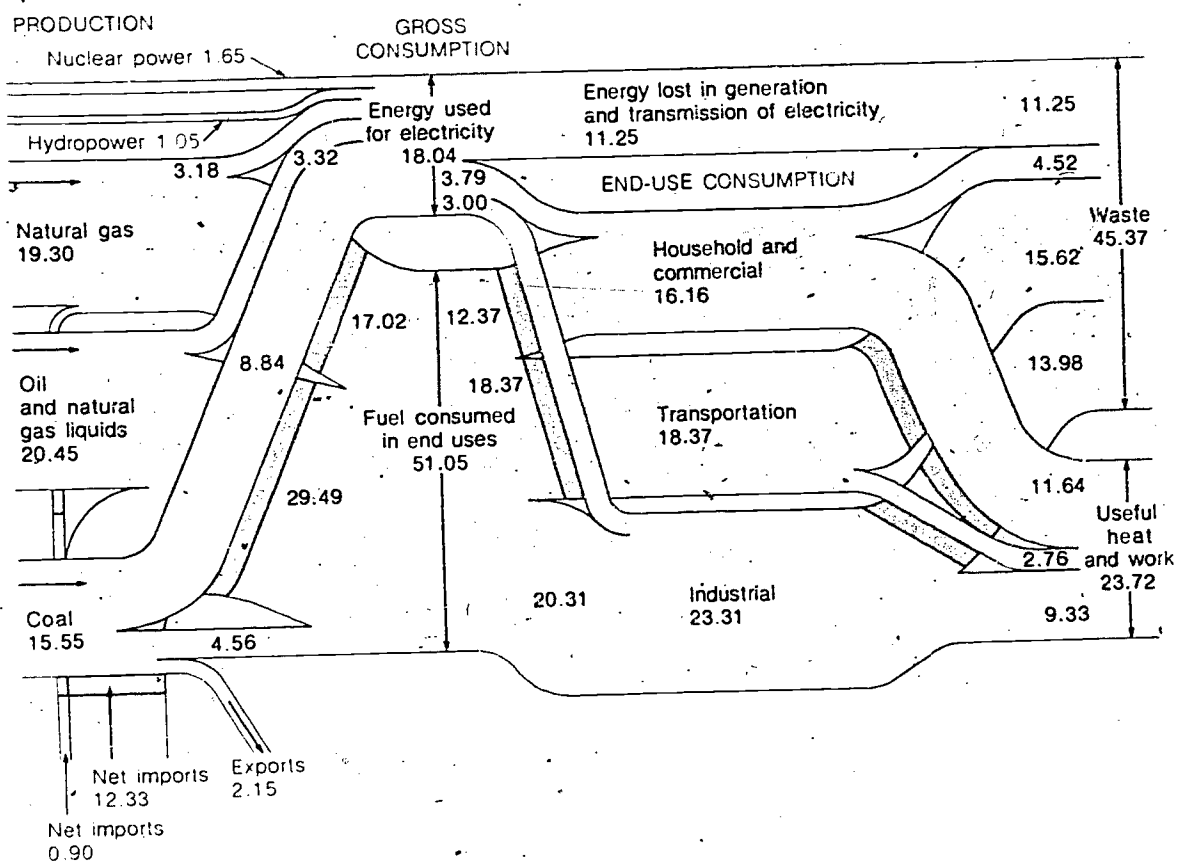 PRODUCTION
GROSS
CONSUMPTION
Nuclear power 1.65
Hydropower 1.05
3.18
3.32
Energy used
for electricity
18.04
3.79
3.00
Energy lost in generation
and transmission of electricity
11.25
11.25
END-USE CONSUMPTION
4.52
Waste
45.37
Natural gas
19.30
Household and
commercial
16.16
15.62
17.02
12.37
13.98
8.84
18.37
Oil
and natural
gas liquids
20.45
Fuel consumed
in end uses
51.05
Transportation
18.37
29.49
11.64
Useful
heat
and work
23.72
2.76
Coal
15.55
4.56
20.31
Industrial
23.31
9.33
Net imports
12.33
Exports
2.15
Net imports
0.90